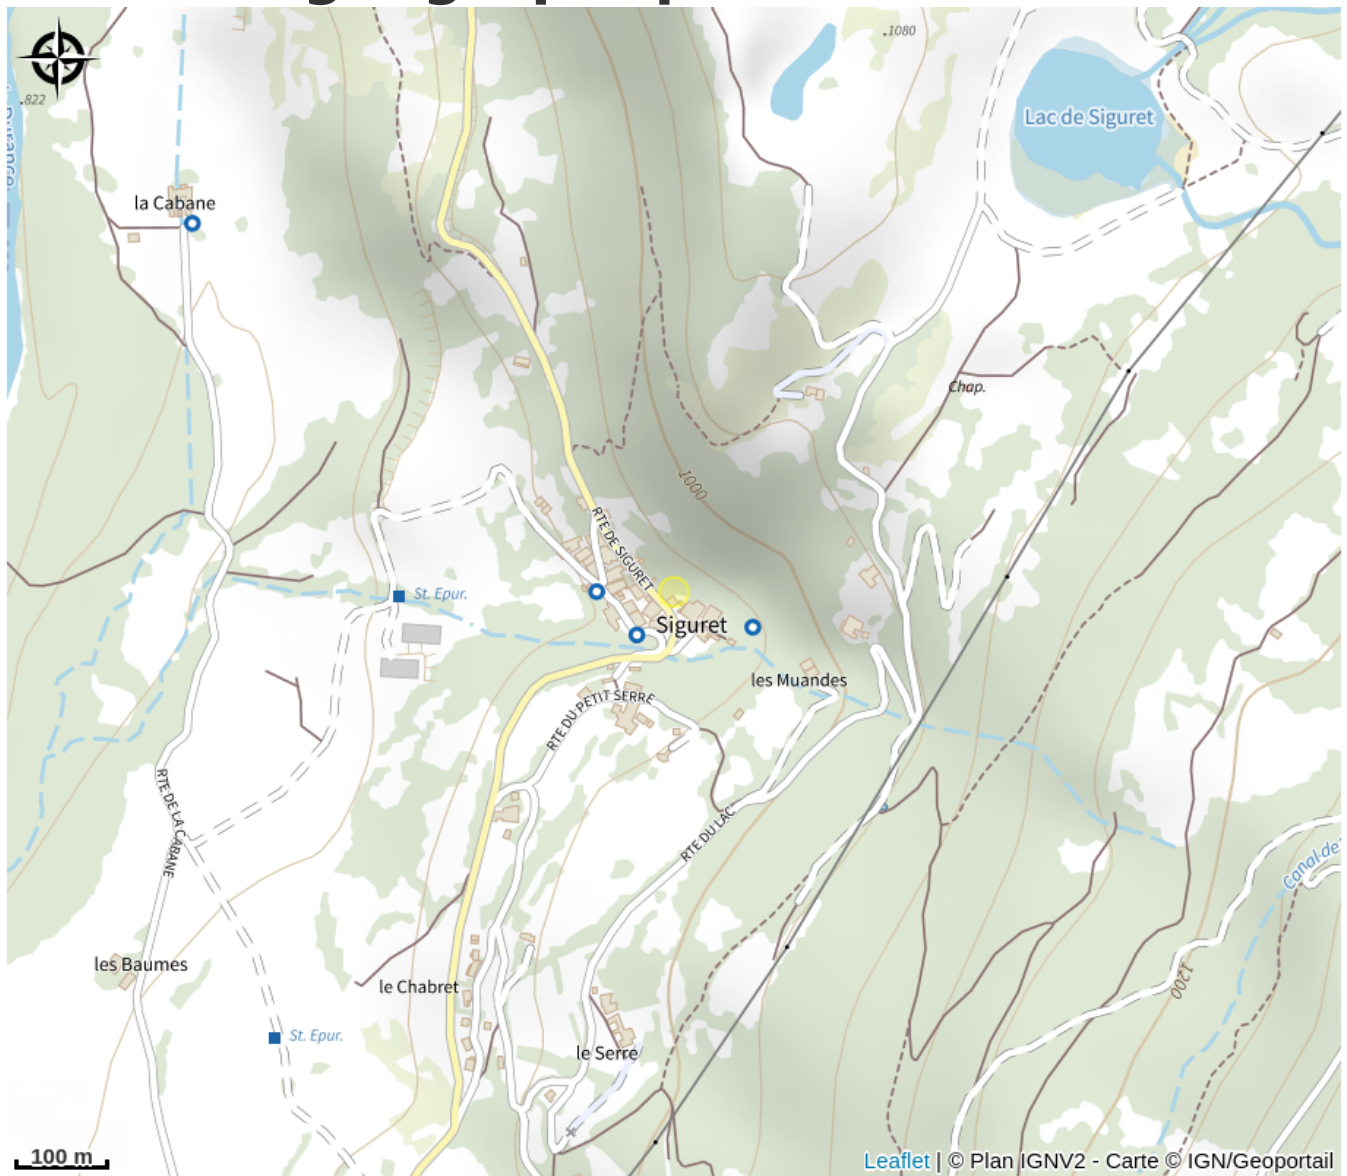 .1080
.822
la Durance
Lac de Siguret
la Cabane
Chap.
1000
RTE DE SIGURET
St. Epur.
Siguret
les Muandes
RTE DU PETIT SERRE
RTE DE LA CABANE
RTE DU LAC
Canal de
les Baumes
1200
le Chabret
St. Epur.
le Serre
100 m
Leaflet | © Plan IGNV2 - Carte © IGN/Geoportail